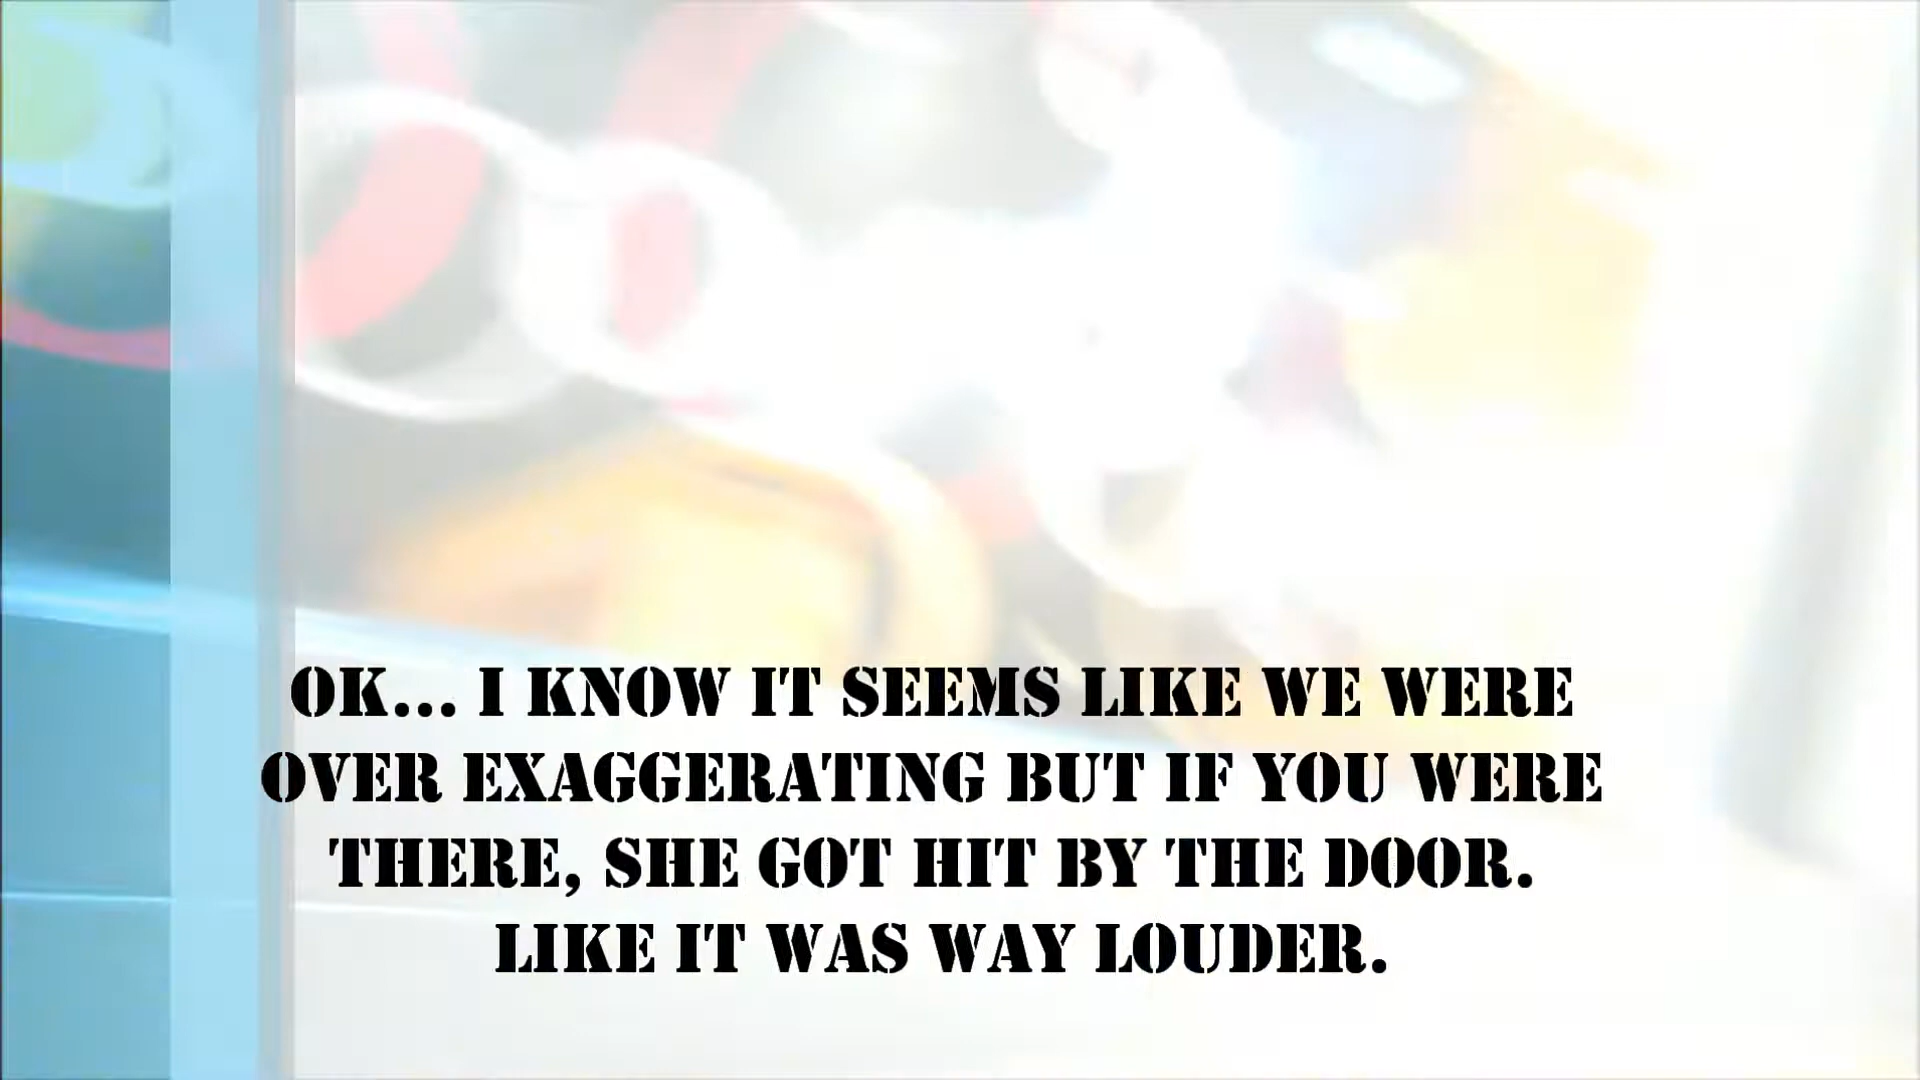 OK... I KNOW IT SEEMS LIKE WE WERE
OVER EXAGGERATING BUT IF YOU WERE
THERE, SHE GOT HIT BY THE DOOR.
LIKE IT WAS WAY LOUDER.